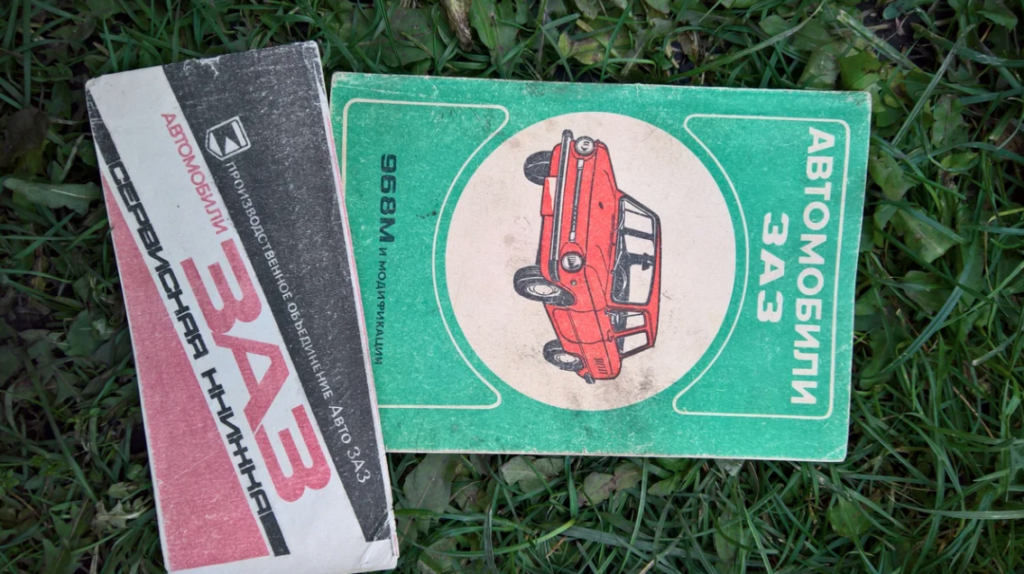 ПРОИЗВОДСТВЕННОЕ ОБЪЕДИНЕНИЕ АВТО ЗАЗ
АВТОМОБИЛИ ЗАЗ
СЕРВИСНАЯ КНИЖКА
АВТОМОБИЛИ
ЗАЗ
968М И МОДИФИКАЦИИ